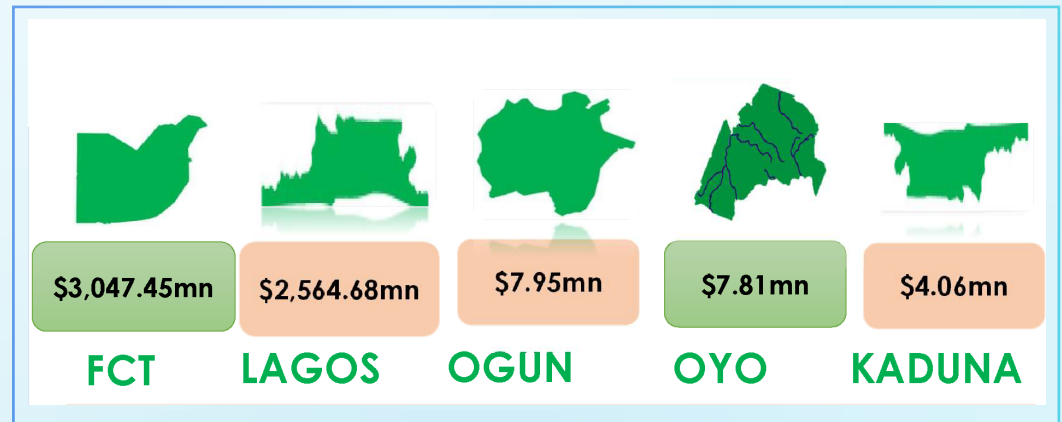 $3,047.45mn $2,564.68mn $7.95mn $7.81mn $4.06mn
FCT LAGOS OGUN OYO KADUNA